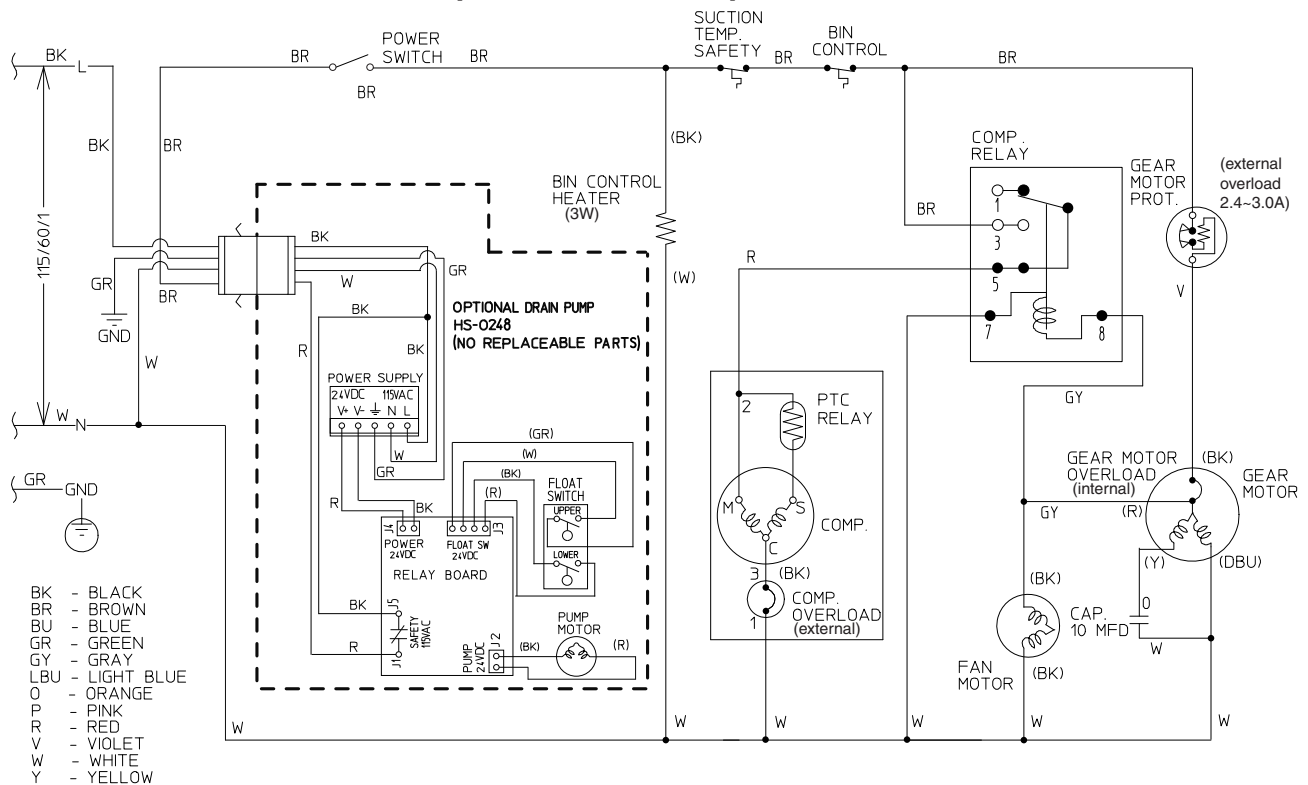 SUCTION
TEMP.
SAFETY
BIN
CONTROL
POWER
SWITCH
BK
L
BR
BR
BR
BR
BR
BK
BR
(BK)
COMP.
RELAY
GEAR
MOTOR
PROT.
(external
overload
2.4~3.0A)
BIN CONTROL
HEATER
(3W)
1
BR
3
115/60/1
BK
GR
W
GR
BR
R
(W)
5
GND
BK
OPTIONAL DRAIN PUMP
HS-0248
(NO REPLACEABLE PARTS)
V
7
8
W
R
BK
POWER SUPPLY
24VDC 115VAC
V+ V- N L
PTC
RELAY
2
GY
W N
W
GR
(GR)
(W)
(BK)
(R)
FLOAT
SWITCH
UPPER
LOWER
GEAR MOTOR
OVERLOAD
(internal)
(BK)
GEAR
MOTOR
GR
GND
R
BK
J4
POWER
24VDC
FLOAT SW
24VDC
J3
RELAY BOARD
M
S
C
COMP.
GY
(R)
(Y)
(DBU)
3
(BK)
COMP.
OVERLOAD
(external)
1
(BK)
O
CAP.
10 MFD
W
FAN
MOTOR
(BK)
BK
J5
SAFETY
115VAC
R
J1
PUMP
24VDC
J2
PUMP
MOTOR
(BK)
(R)
BK - BLACK
BR - BROWN
BU - BLUE
GR - GREEN
GY - GRAY
LBU - LIGHT BLUE
O - ORANGE
P - PINK
R - RED
V - VIOLET
W - WHITE
Y - YELLOW
W
W
W
W
W
W